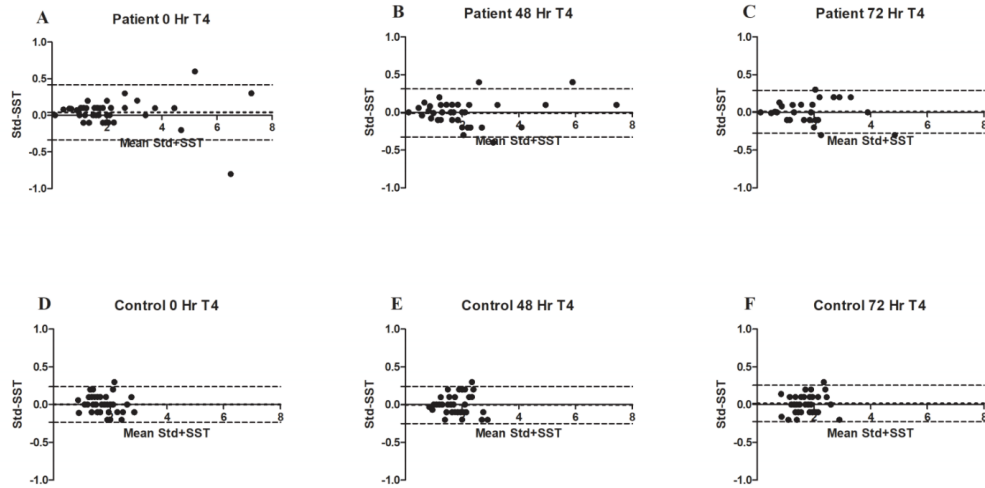 A
Patient 0 Hr T4
1.0
0.5
0.0
-0.5
-1.0
Std-SST
2
4
6
8
Mean Std+SST
B
Patient 48 Hr T4
1.0
0.5
0.0
-0.5
-1.0
Std-SST
2
4
6
8
Mean Std+SST
C
Patient 72 Hr T4
1.0
0.5
0.0
-0.5
-1.0
Std-SST
2
4
6
8
Mean Std+SST
D
Control 0 Hr T4
1.0
0.5
0.0
-0.5
-1.0
Std-SST
2
4
6
8
Mean Std+SST
E
Control 48 Hr T4
1.0
0.5
0.0
-0.5
-1.0
Std-SST
2
4
6
8
Mean Std+SST
F
Control 72 Hr T4
1.0
0.5
0.0
-0.5
-1.0
Std-SST
2
4
6
8
Mean Std+SST